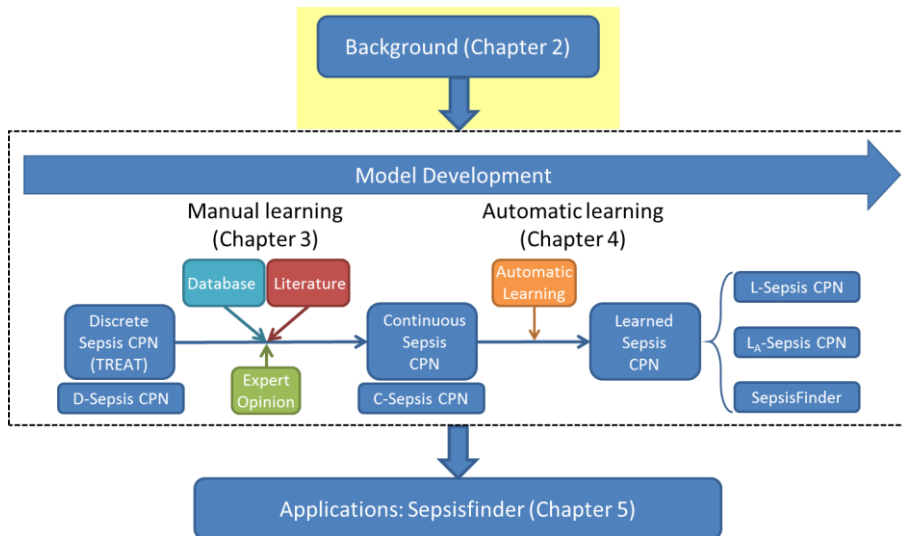 Background (Chapter 2)
Model Development
Manual learning
(Chapter 3)
Automatic learning
(Chapter 4)
Database
Literature
Automatic
Learning
Discrete
Sepsis CPN
(TREAT)
Continuous
Sepsis
CPN
Learned
Sepsis
CPN
L-Sepsis CPN
L_A-Sepsis CPN
SepsisFinder
D-Sepsis CPN
Expert
Opinion
C-Sepsis CPN
Applications: Sepsisfinder (Chapter 5)